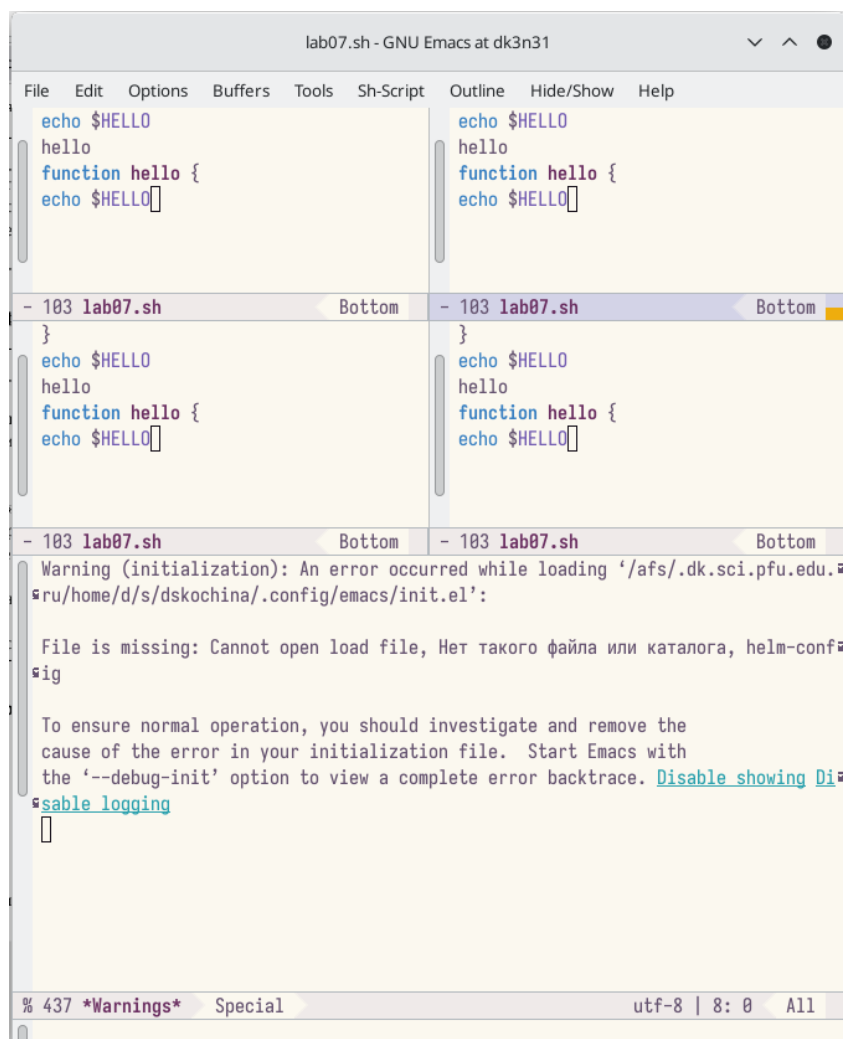 lab07.sh - GNU Emacs at dk3n31
File Edit Options Buffers Tools Sh-Script Outline Hide/Show Help
echo $HELLO
hello
function hello {
echo $HELLO
- 103 lab07.sh Bottom
echo $HELLO
hello
function hello {
echo $HELLO
- 103 lab07.sh Bottom
}
echo $HELLO
hello
function hello {
echo $HELLO
- 103 lab07.sh Bottom
}
echo $HELLO
hello
function hello {
echo $HELLO
- 103 lab07.sh Bottom
Warning (initialization): An error occurred while loading ‘/afs/.dk.sci.pfu.edu.
ru/home/d/s/dskochina/.config/emacs/init.el’:
File is missing: Cannot open load file, Нет такого файла или каталога, helm-conf
ig
To ensure normal operation, you should investigate and remove the
cause of the error in your initialization file.  Start Emacs with
the ‘--debug-init’ option to view a complete error backtrace. Disable showing Di
sable logging
% 437 *Warnings* Special utf-8 | 8: 0 All